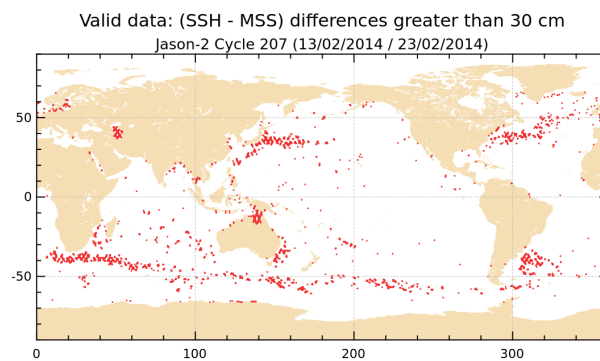 Valid data: (SSH - MSS) differences greater than 30 cm
Jason-2 Cycle 207 (13/02/2014 / 23/02/2014)
50
0
-50
0 100 200 300